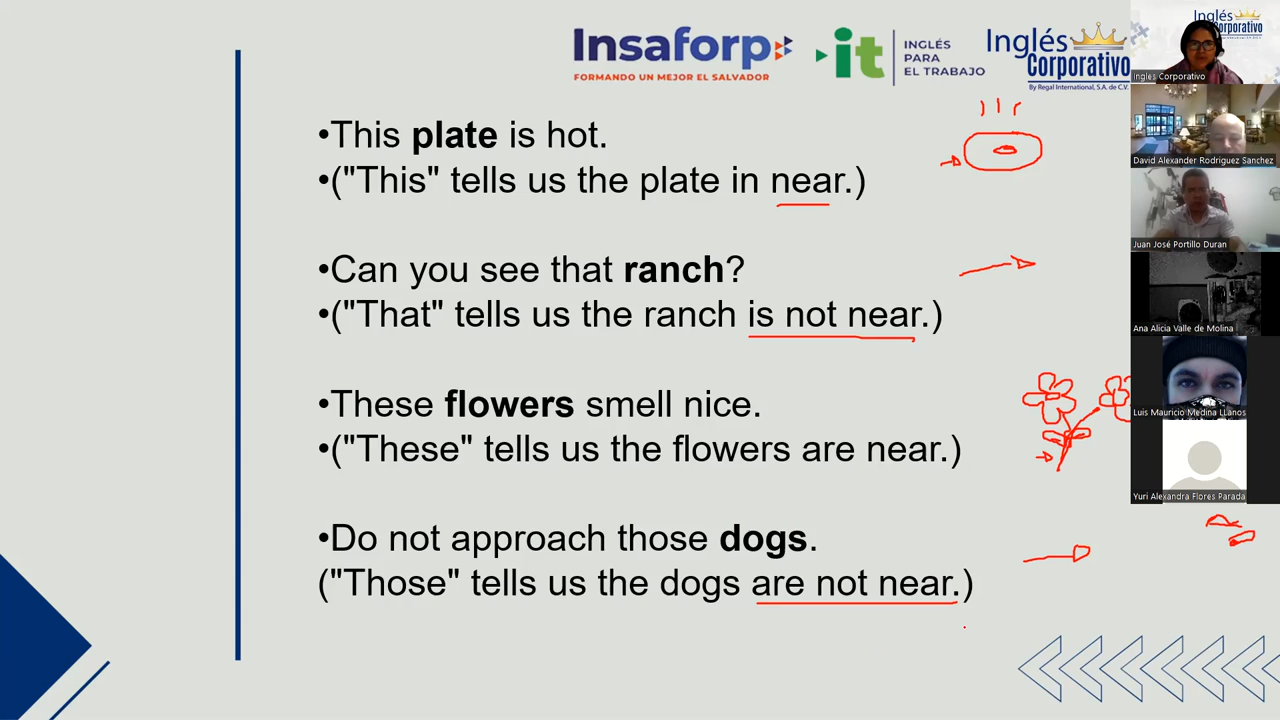 Insaforp
FORMANDO UN MEJOR EL SALVADOR
it
INGLÉS
PARA
EL TRABAJO
Inglés
Corporativo
By Regal International, S.A. de C.V.
•This plate is hot.
•("This" tells us the plate in near.)
•Can you see that ranch?
•("That" tells us the ranch is not near.)
•These flowers smell nice.
•("These" tells us the flowers are near.)
•Do not approach those dogs.
("Those" tells us the dogs are not near.)
Inglés
Corporativo
Ingles Corporativo
David Alexander Rodriguez Sanchez
Juan José Portillo Duran
Ana Alicia Valle de Molina
Luis Mauricio Medina LLanos
Yuri Alexandra Flores Parada